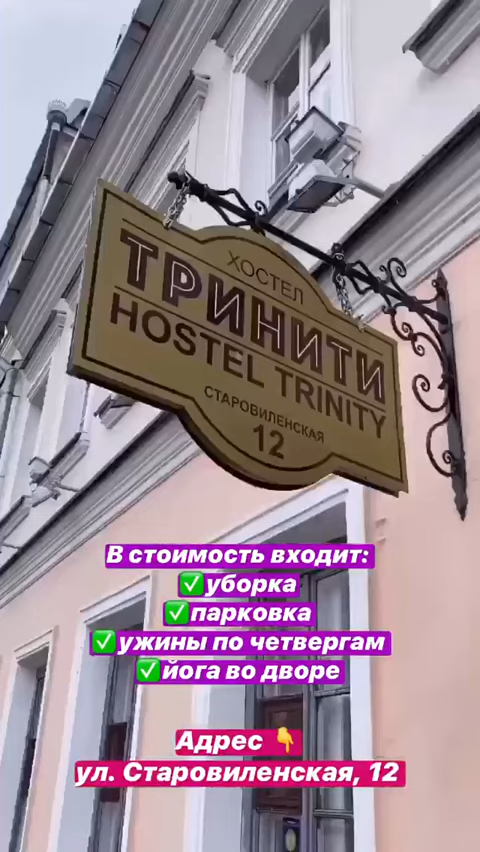 ХОСТЕЛ
ТРИНИТИ
HOSTEL TRINITY
СТАРОВИЛЕНСКАЯ
12
В стоимость входит:
✅уборка
✅парковка
✅ужины по четвергам
✅йога во дворе
Адрес 👇
ул. Старовиленская, 12